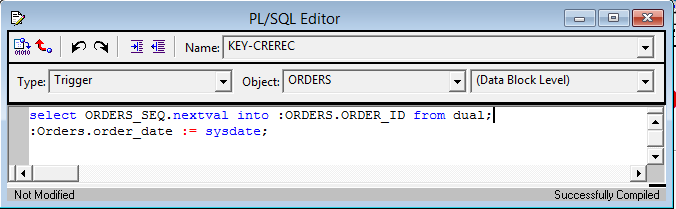 PL/SQL Editor
Name: KEY-CREREC
Type: Trigger Object: ORDERS (Data Block Level)
select ORDERS_SEQ.nextval into :ORDERS.ORDER_ID from dual;
:Orders.order_date := sysdate;
Not Modified Successfully Compiled